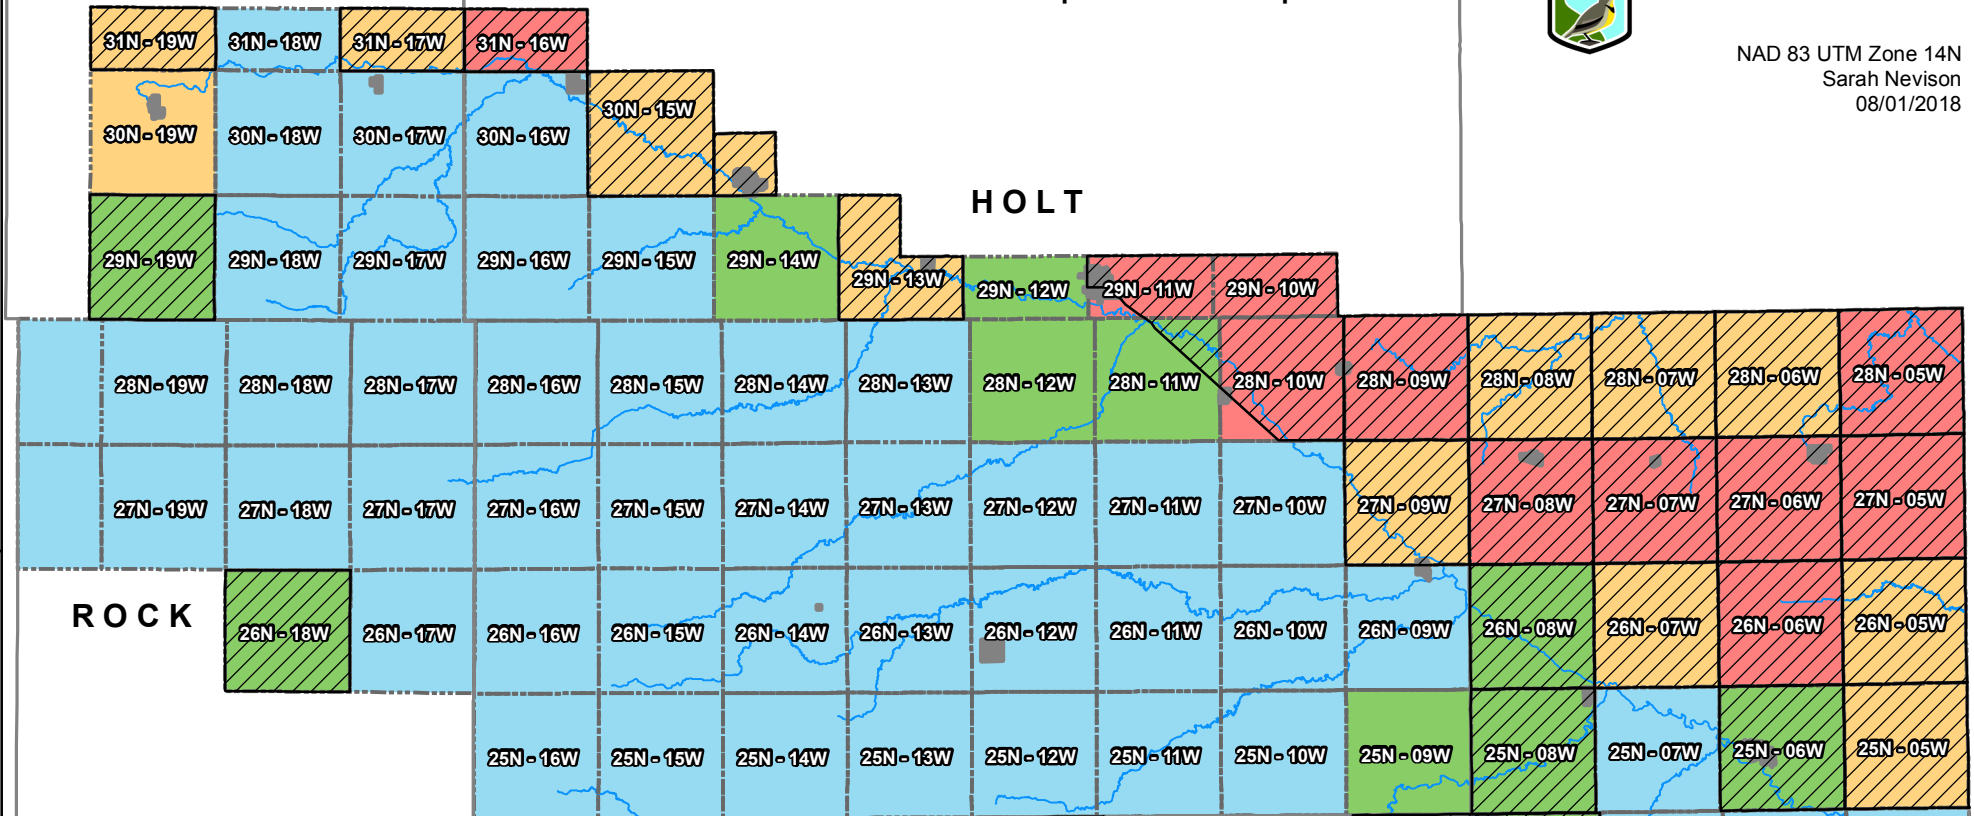 NAD 83 UTM Zone 14N
Sarah Nevison
08/01/2018
31N - 19W 31N - 18W 31N - 17W 31N - 16W
30N - 19W 30N - 18W 30N - 17W 30N - 16W 30N - 15W
HOLT
29N - 19W 29N - 18W 29N - 17W 29N - 16W 29N - 15W 29N - 14W 29N - 13W 29N - 12W 29N - 11W 29N - 10W
28N - 19W 28N - 18W 28N - 17W 28N - 16W 28N - 15W 28N - 14W 28N - 13W 28N - 12W 28N - 11W 28N - 10W 28N - 09W 28N - 08W 28N - 07W 28N - 06W 28N - 05W
27N - 19W 27N - 18W 27N - 17W 27N - 16W 27N - 15W 27N - 14W 27N - 13W 27N - 12W 27N - 11W 27N - 10W 27N - 09W 27N - 08W 27N - 07W 27N - 06W 27N - 05W
ROCK
26N - 18W 26N - 17W 26N - 16W 26N - 15W 26N - 14W 26N - 13W 26N - 12W 26N - 11W 26N - 10W 26N - 09W 26N - 08W 26N - 07W 26N - 06W 26N - 05W
25N - 16W 25N - 15W 25N - 14W 25N - 13W 25N - 12W 25N - 11W 25N - 10W 25N - 09W 25N - 08W 25N - 07W 25N - 06W 25N - 05W